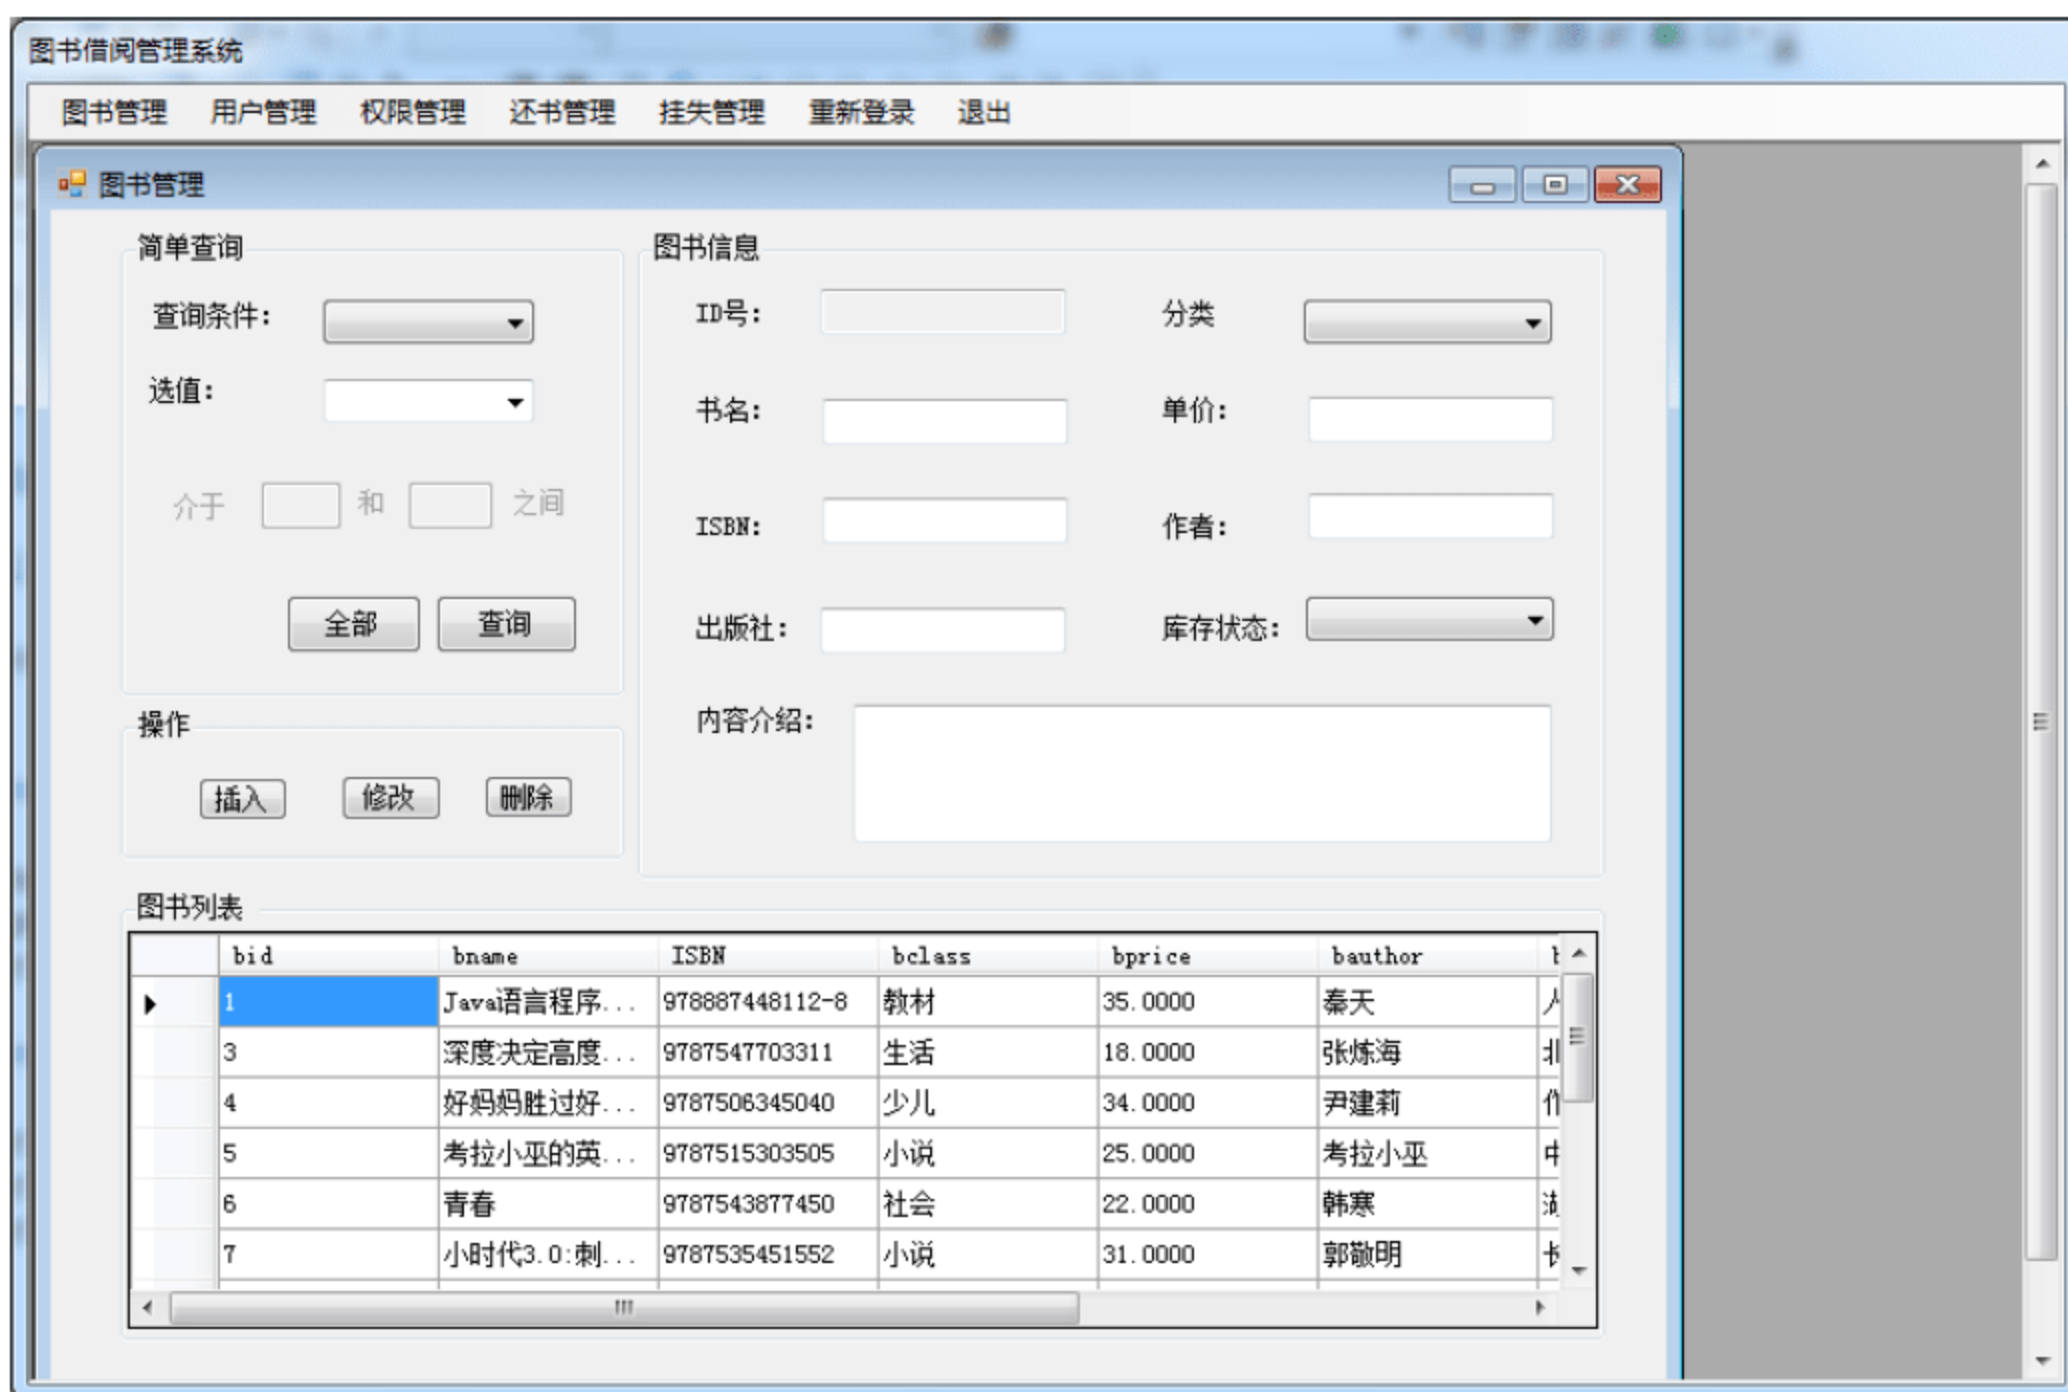 图书借阅管理系统
图书管理 用户管理 权限管理 还书管理 挂失管理 重新登录 退出
图书管理
简单查询
查询条件:
选值:
介于 和 之间
全部 查询
操作
插入 修改 删除
图书信息
ID号: 分类
书名: 单价:
ISBN: 作者:
出版社: 库存状态:
内容介绍:
图书列表
bid bname ISBN bclass bprice bauthor
1 Java语言程序... 978887448112-8 教材 35.0000 秦天
3 深度决定高度... 9787547703311 生活 18.0000 张炼海
4 好妈妈胜过好... 9787506345040 少儿 34.0000 尹建莉
5 考拉小巫的英... 9787515303505 小说 25.0000 考拉小巫
6 青春 9787543877450 社会 22.0000 韩寒
7 小时代3.0:刺... 9787535451552 小说 31.0000 郭敬明